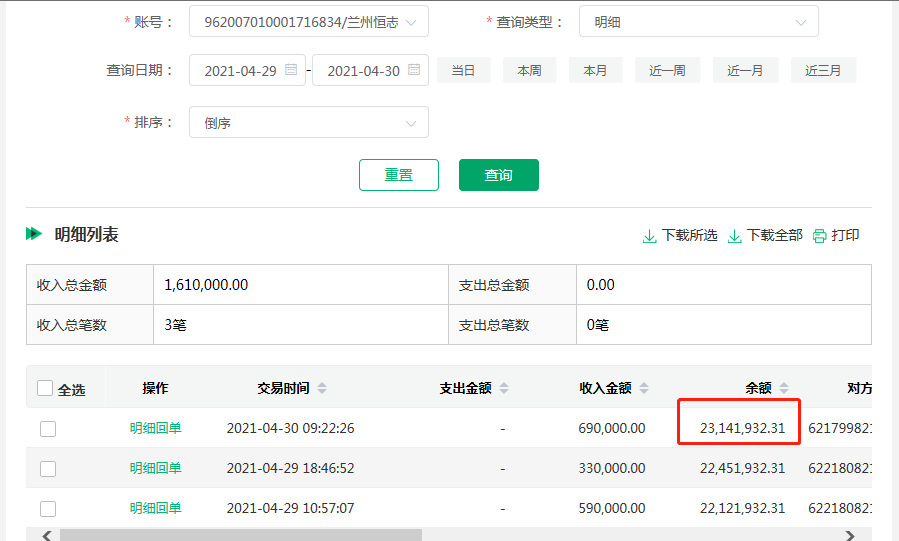 * 账号： 962007010001716834/兰州恒志 * 查询类型： 明细
查询日期： 2021-04-29 - 2021-04-30 当日 本周 本月 近一周 近一月 近三月
* 排序： 倒序
重置 查询
明细列表 下载所选 下载全部 打印
收入总金额 1,610,000.00 支出总金额 0.00
收入总笔数 3笔 支出总笔数 0笔
全选 操作 交易时间 支出金额 收入金额 余额 对方
明细回单 2021-04-30 09:22:26 - 690,000.00 23,141,932.31 621799821
明细回单 2021-04-29 18:46:52 - 330,000.00 22,451,932.31 622180821
明细回单 2021-04-29 10:57:07 - 590,000.00 22,121,932.31 622180821